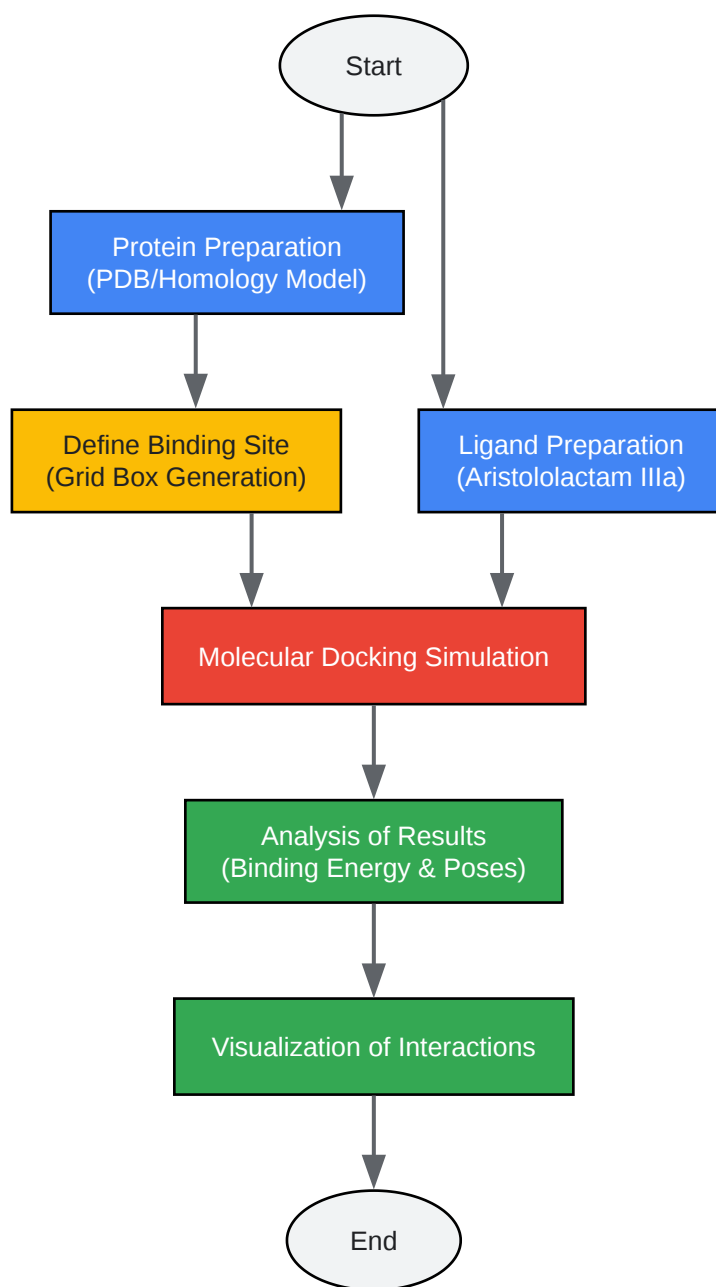 Start
Protein Preparation
(PDB/Homology Model)
Define Binding Site
(Grid Box Generation)
Ligand Preparation
(Aristololactam IIIa)
Molecular Docking Simulation
Analysis of Results
(Binding Energy & Poses)
Visualization of Interactions
End